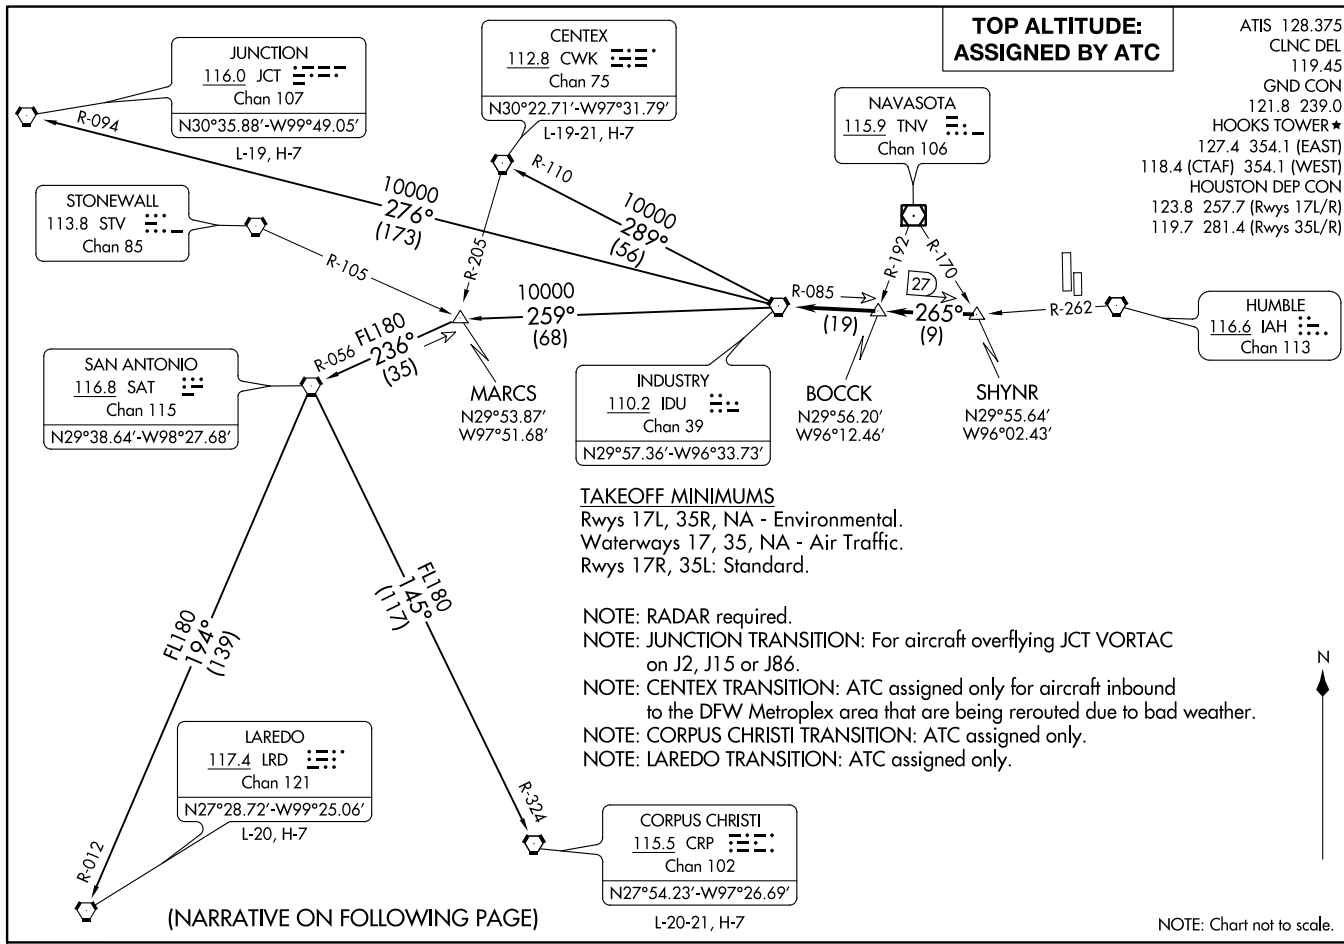 TOP ALTITUDE:
ASSIGNED BY ATC
ATIS 128.375
CLNC DEL
119.45
GND CON
121.8 239.0
HOOKS TOWER★
127.4 354.1 (EAST)
118.4 (CTAF) 354.1 (WEST)
HOUSTON DEP CON
123.8 257.7 (Rwys 17L/R)
119.7 281.4 (Rwys 35L/R)
JUNCTION
116.0 JCT
Chan 107
N30°35.88′-W99°49.05′
L-19, H-7
CENTEX
112.8 CWK
Chan 75
N30°22.71′-W97°31.79′
L-19-21, H-7
NAVASOTA
115.9 TNV
Chan 106
STONEWALL
113.8 STV
Chan 85
HUMBLE
116.6 IAH
Chan 113
SAN ANTONIO
116.8 SAT
Chan 115
N29°38.64′-W98°27.68′
INDUSTRY
110.2 IDU
Chan 39
N29°57.36′-W96°33.73′
MARCS
N29°53.87′
W97°51.68′
BOCCK
N29°56.20′
W96°12.46′
SHYNR
N29°55.64′
W96°02.43′
R-094
10000
276°
(173)
R-110
10000
289°
(56)
R-205
R-105
10000
259°
(68)
R-085
(19)
R-192
R-170
27
265°
(9)
R-262
R-056
FL180
236°
(35)
FL180
194°
(139)
R-012
FL180
145°
(117)
R-324
TAKEOFF MINIMUMS
Rwys 17L, 35R, NA - Environmental.
Waterways 17, 35, NA - Air Traffic.
Rwys 17R, 35L: Standard.
NOTE: RADAR required.
NOTE: JUNCTION TRANSITION: For aircraft overflying JCT VORTAC
on J2, J15 or J86.
NOTE: CENTEX TRANSITION: ATC assigned only for aircraft inbound
to the DFW Metroplex area that are being rerouted due to bad weather.
NOTE: CORPUS CHRISTI TRANSITION: ATC assigned only.
NOTE: LAREDO TRANSITION: ATC assigned only.
LAREDO
117.4 LRD
Chan 121
N27°28.72′-W99°25.06′
L-20, H-7
CORPUS CHRISTI
115.5 CRP
Chan 102
N27°54.23′-W97°26.69′
L-20-21, H-7
N
(NARRATIVE ON FOLLOWING PAGE)
NOTE: Chart not to scale.